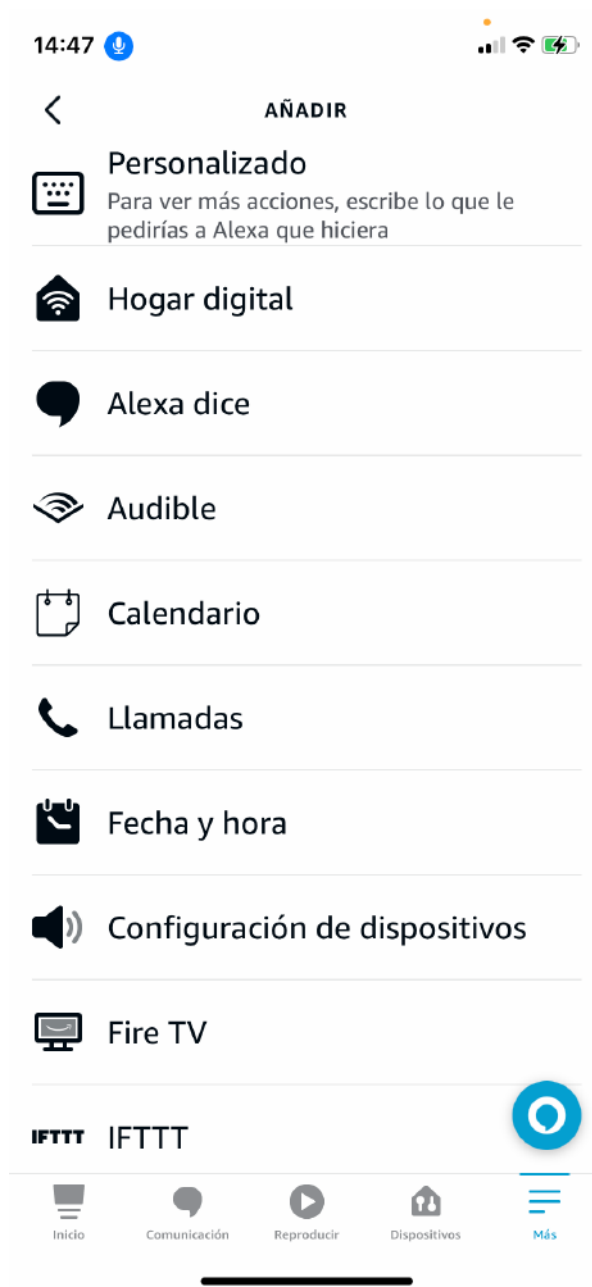 14:47
AÑADIR
Personalizado
Para ver más acciones, escribe lo que le
pedirías a Alexa que hiciera
Hogar digital
Alexa dice
Audible
Calendario
Llamadas
Fecha y hora
Configuración de dispositivos
Fire TV
IFTTT IFTTT
Inicio Comunicación Reproducir Dispositivos Más